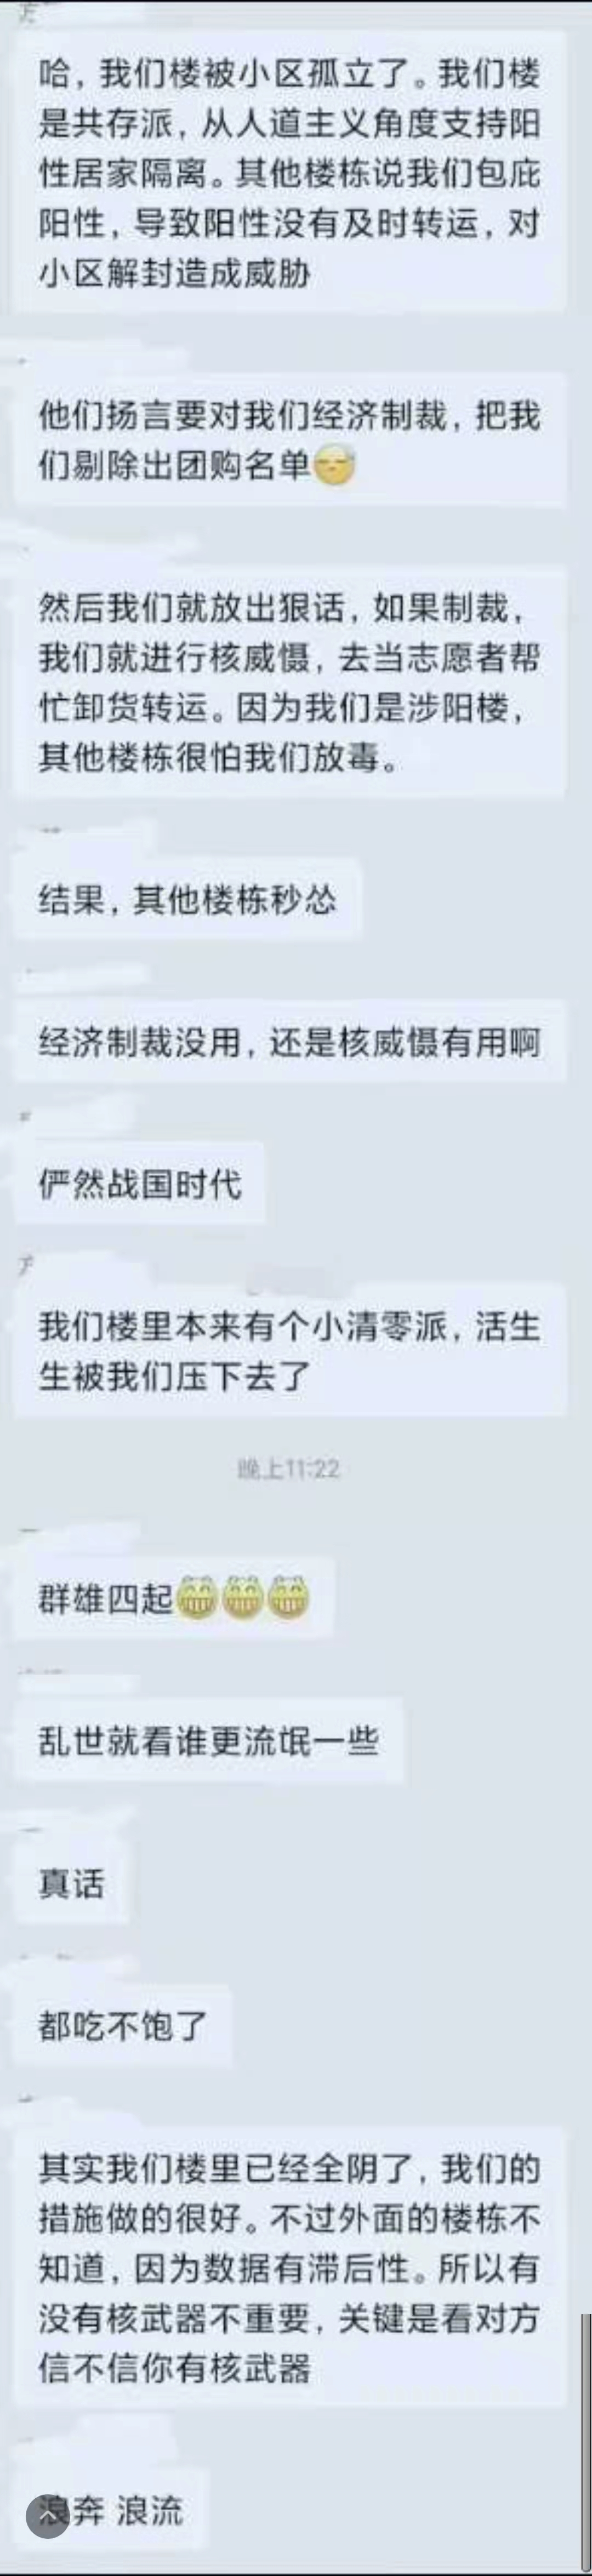 哈，我们楼被小区孤立了。我们楼
是共存派，从人道主义角度支持阳
性居家隔离。其他楼栋说我们包庇
阳性，导致阳性没有及时转运，对
小区解封造成威胁
他们扬言要对我们经济制裁，把我
们剔除出团购名单
然后我们就放出狠话，如果制裁，
我们就进行核威慑，去当志愿者帮
忙卸货转运。因为我们是涉阳楼，
其他楼栋很怕我们放毒。
结果，其他楼栋秒怂
经济制裁没用，还是核威慑有用啊
俨然战国时代
我们楼里本来有个小清零派，活生
生被我们压下去了
晚上11:22
群雄四起
乱世就看谁更流氓一些
真话
都吃不饱了
其实我们楼里已经全阴了，我们的
措施做的很好。不过外面的楼栋不
知道，因为数据有滞后性。所以有
没有核武器不重要，关键是看对方
信不信你有核武器
浪奔 浪流